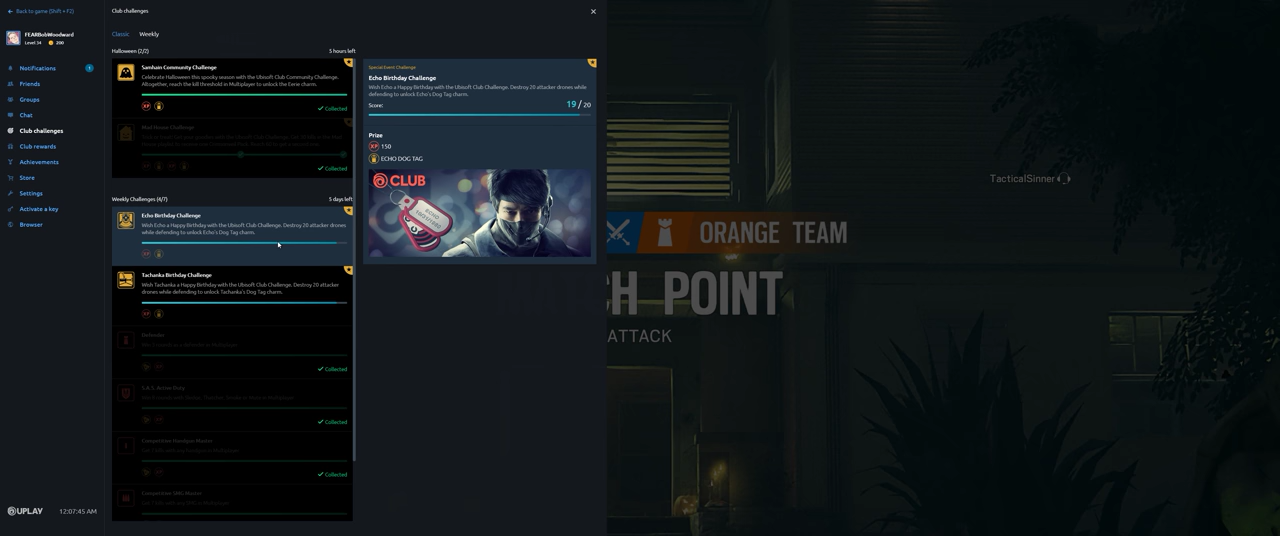 Back to game (Shift + F2)
FEARBobWoodward
Level 34 200
Notifications 1
Friends
Groups
Chat
Club challenges
Club rewards
Achievements
Store
Settings
Activate a key
Browser
UPLAY 12:07:45 AM
Club challenges
Classic Weekly
Halloween (2/2) 5 hours left
Samhain Community Challenge
Celebrate Halloween this spooky season with the Ubisoft Club Community Challenge.
Altogether, reach the kill threshold in Multiplayer to unlock the Eerie charm.
XP
Collected
Mad House Challenge
Collected
Weekly Challenges (4/7) 5 days left
Echo Birthday Challenge
Wish Echo a Happy Birthday with the Ubisoft Club Challenge. Destroy 20 attacker drones
while defending to unlock Echo's Dog Tag charm.
XP
Tachanka Birthday Challenge
Wish Tachanka a Happy Birthday with the Ubisoft Club Challenge. Destroy 20 attacker
drones while defending to unlock Tachanka's Dog Tag charm.
XP
Defender
Collected
S.A.S. Active Duty
Collected
Competitive Handgun Master
Collected
Competitive SMG Master
Special Event Challenge
Echo Birthday Challenge
Wish Echo a Happy Birthday with the Ubisoft Club Challenge. Destroy 20 attacker drones while
defending to unlock Echo's Dog Tag charm.
Score: 19 / 20
Prize
XP 150
ECHO DOG TAG
CLUB
TacticalSinner
ORANGE TEAM
CH POINT
ATTACK